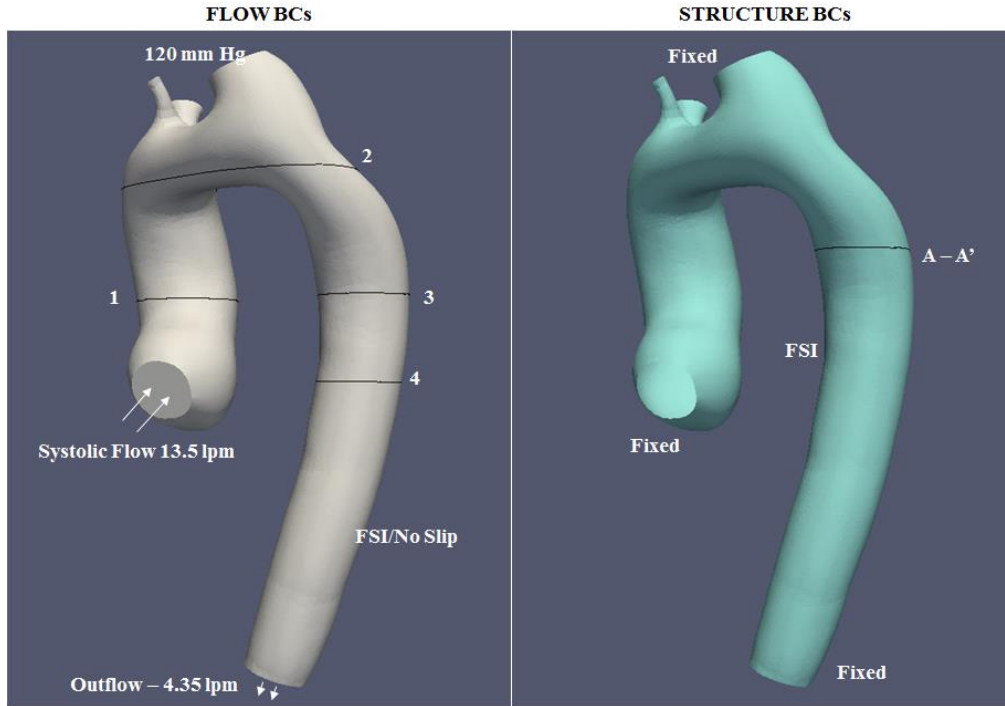 FLOW BCs
120 mm Hg
2
1
3
4
Systolic Flow 13.5 lpm
FSI/No Slip
Outflow – 4.35 lpm
STRUCTURE BCs
Fixed
A – A’
FSI
Fixed
Fixed